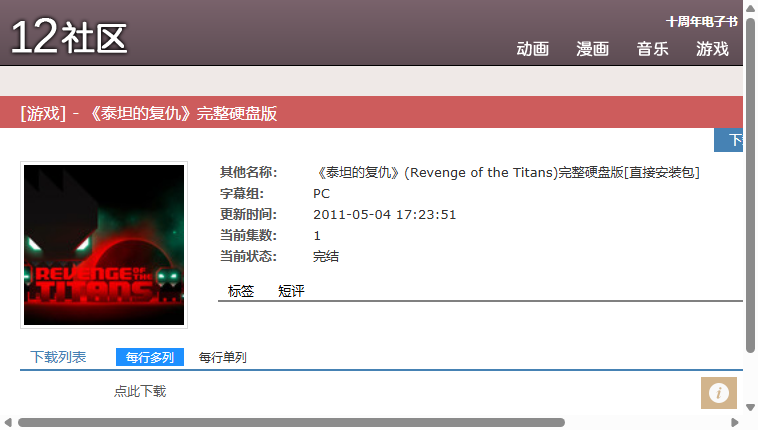 十周年电子书
12社区
动画 漫画 音乐 游戏
[游戏] - 《泰坦的复仇》完整硬盘版
下
其他名称: 《泰坦的复仇》(Revenge of the Titans)完整硬盘版[直接安装包]
字幕组: PC
更新时间: 2011-05-04 17:23:51
当前集数: 1
当前状态: 完结
REVENGE OF THE
TITANS
标签 短评
下载列表 每行多列 每行单列
点此下载
i